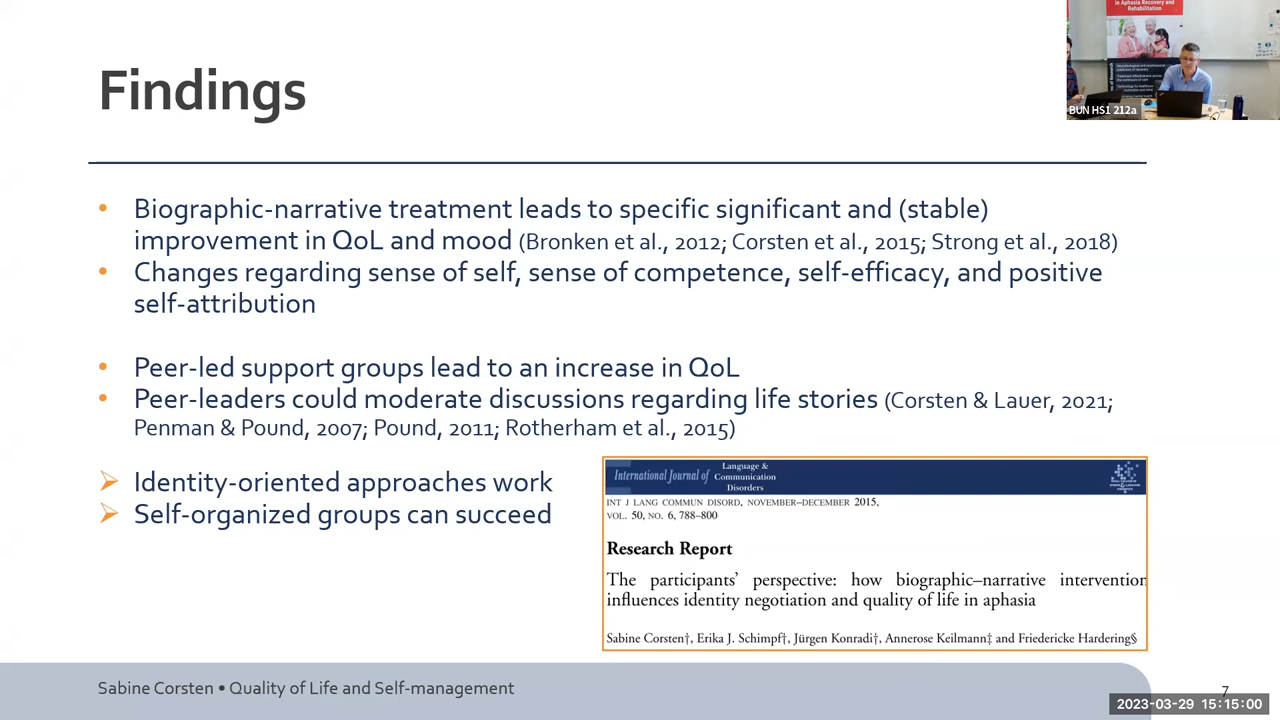 in Aphasia Recovery and
Rehabilitation
BUN HS1 212a
Findings
• Biographic-narrative treatment leads to specific significant and (stable)
improvement in QoL and mood (Bronken et al., 2012; Corsten et al., 2015; Strong et al., 2018)
• Changes regarding sense of self, sense of competence, self-efficacy, and positive
self-attribution
• Peer-led support groups lead to an increase in QoL
• Peer-leaders could moderate discussions regarding life stories (Corsten & Lauer, 2021;
Penman & Pound, 2007; Pound, 2011; Rotherham et al., 2015)
➢ Identity-oriented approaches work
➢ Self-organized groups can succeed
International Journal of
Language &
Communication
Disorders
INT J LANG COMMUN DISORD, NOVEMBER–DECEMBER 2015,
VOL. 50, NO. 6, 788–800
Research Report
The participants’ perspective: how biographic–narrative intervention
influences identity negotiation and quality of life in aphasia
Sabine Corsten†, Erika J. Schimpf†, Jürgen Konradi†, Annerose Keilmann‡ and Friedericke Hardering§
Sabine Corsten • Quality of Life and Self-management
7
2023-03-29 15:15:00